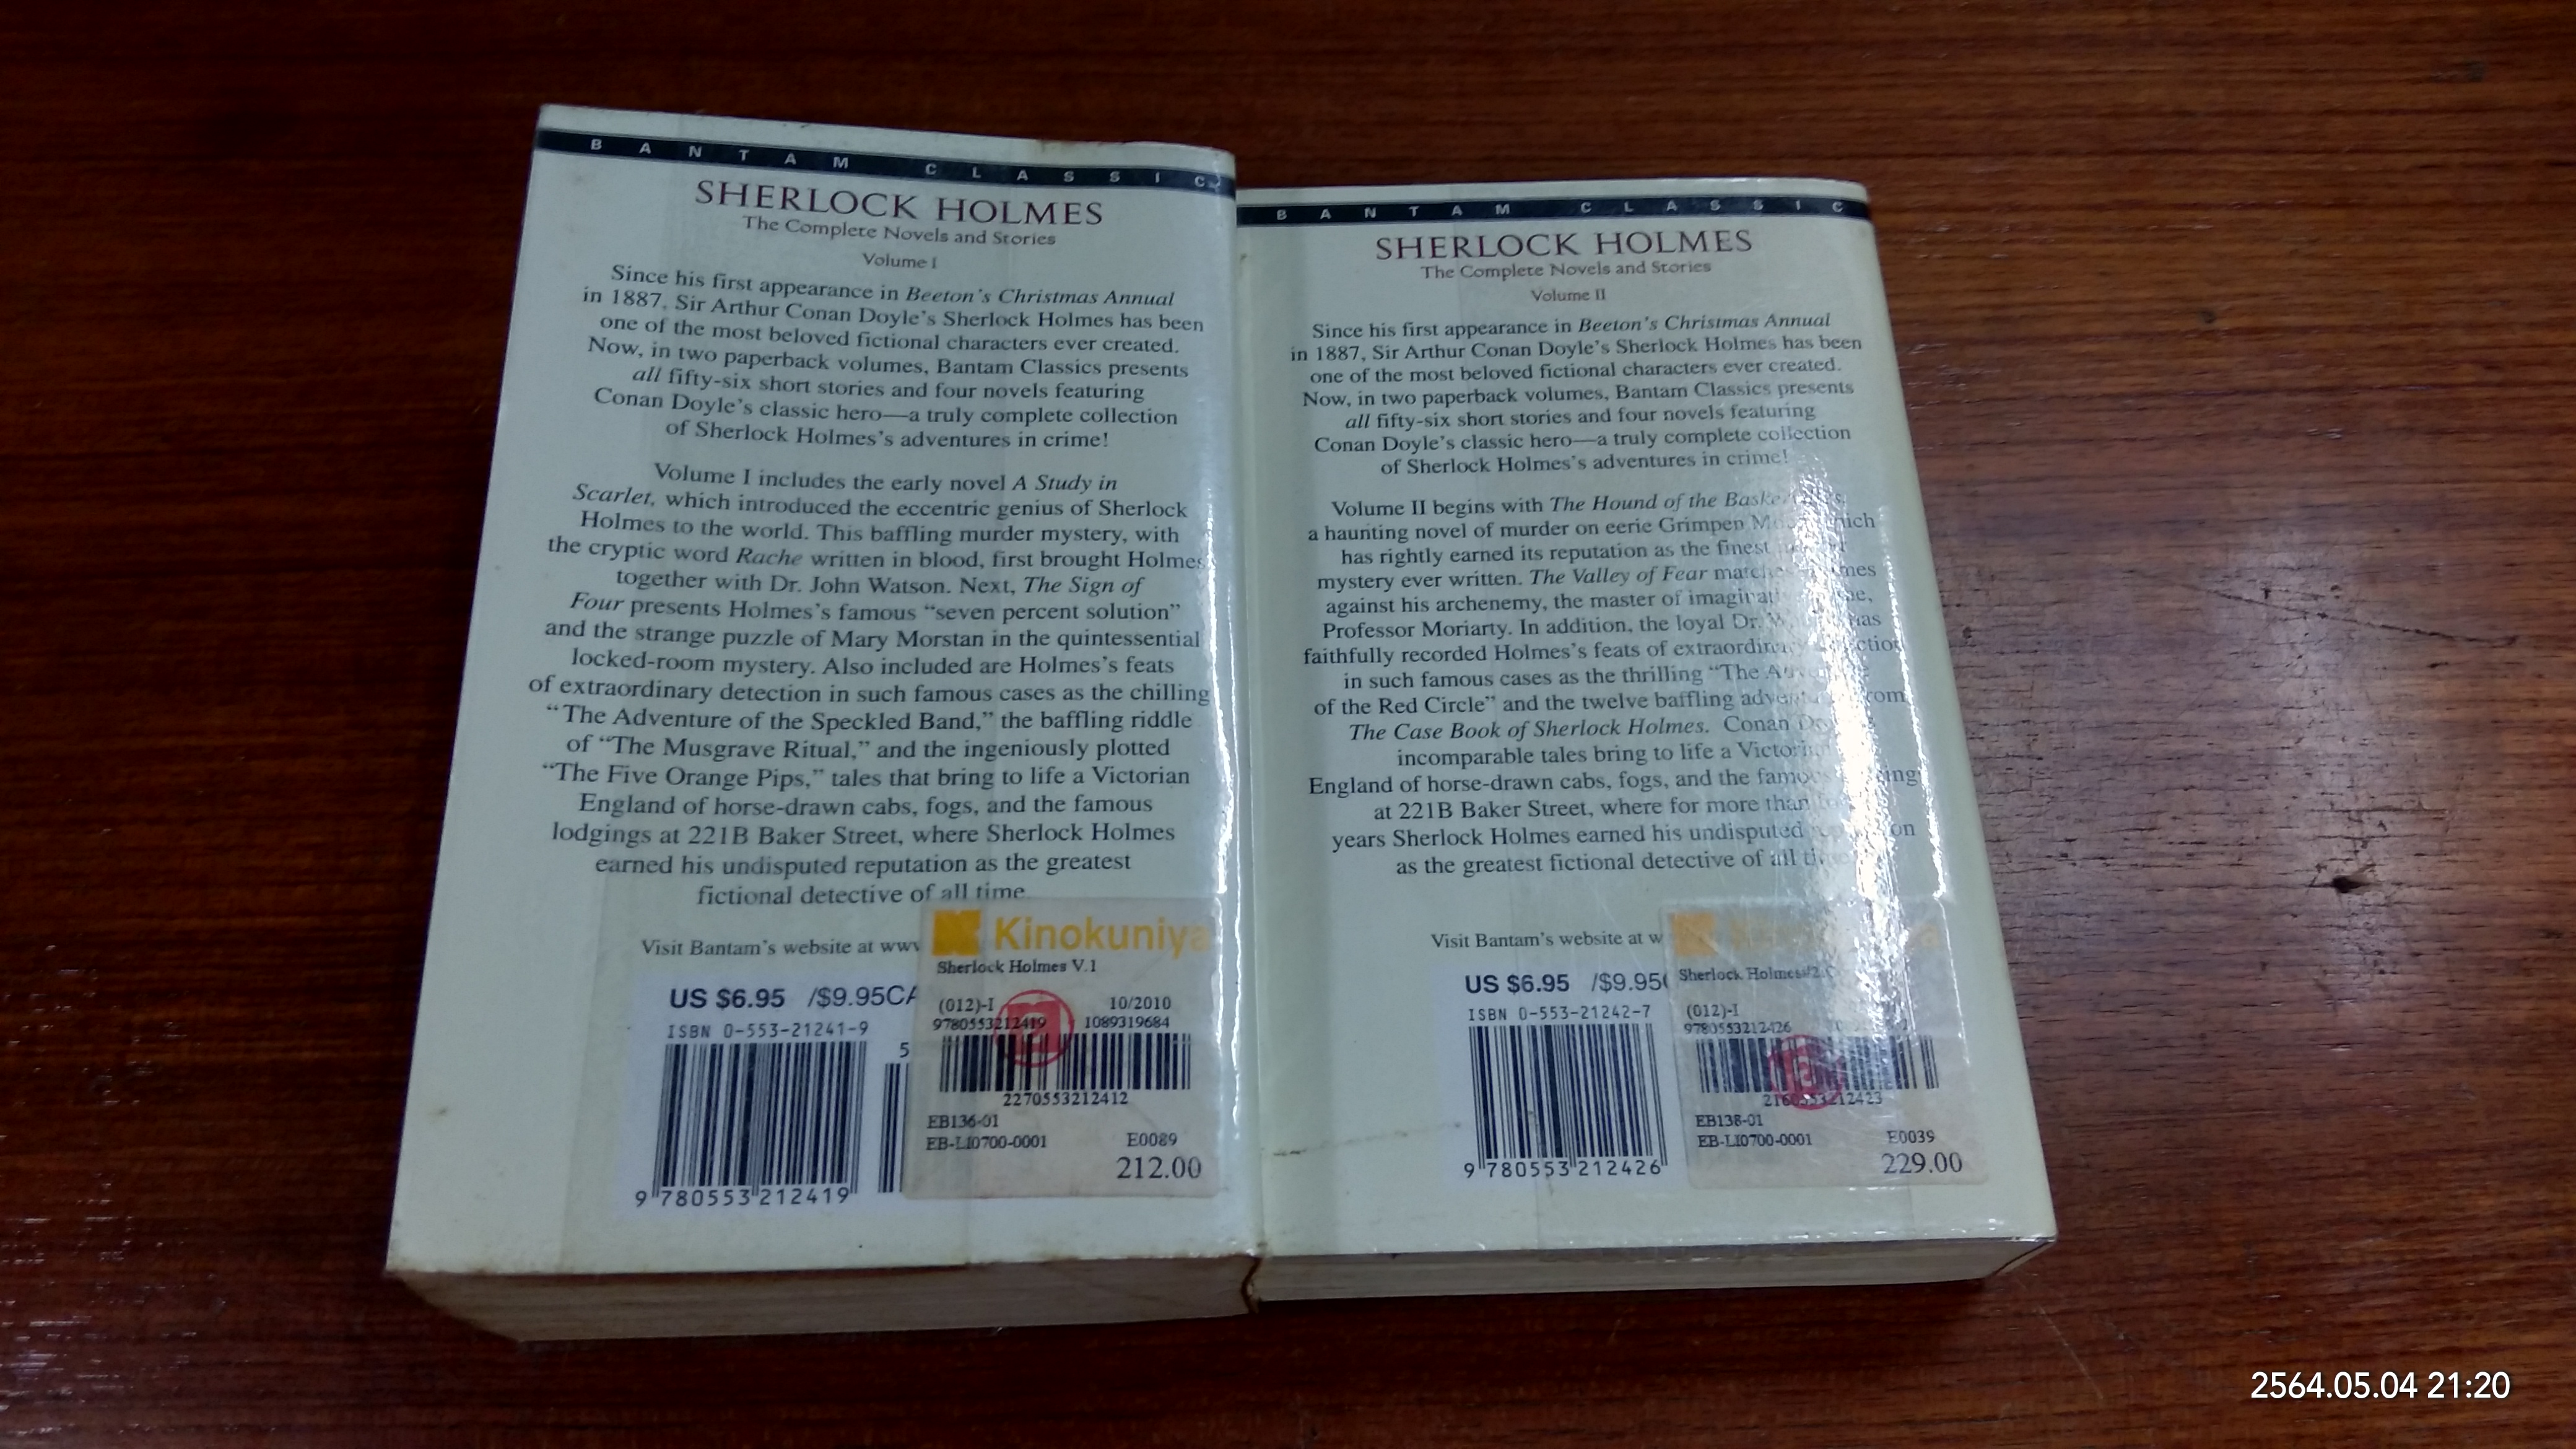 BANTAM CLASSIC
SHERLOCK HOLMES
The Complete Novels and Stories
Volume I
Since his first appearance in Beeton's Christmas Annual
in 1887, Sir Arthur Conan Doyle's Sherlock Holmes has been
one of the most beloved fictional characters ever created.
Now, in two paperback volumes, Bantam Classics presents
all fifty-six short stories and four novels featuring
Conan Doyle's classic hero—a truly complete collection
of Sherlock Holmes's adventures in crime!
Volume I includes the early novel A Study in
Scarlet, which introduced the eccentric genius of Sherlock
Holmes to the world. This baffling murder mystery, with
the cryptic word Rache written in blood, first brought Holmes
together with Dr. John Watson. Next, The Sign of
Four presents Holmes's famous “seven percent solution”
and the strange puzzle of Mary Morstan in the quintessential
locked-room mystery. Also included are Holmes's feats
of extraordinary detection in such famous cases as the chilling
“The Adventure of the Speckled Band,” the baffling riddle
of “The Musgrave Ritual,” and the ingeniously plotted
“The Five Orange Pips,” tales that bring to life a Victorian
England of horse-drawn cabs, fogs, and the famous
lodgings at 221B Baker Street, where Sherlock Holmes
earned his undisputed reputation as the greatest
fictional detective of all time.
Visit Bantam's website at www
US $6.95 /$9.95CA
ISBN 0-553-21241-9
5
9 780553 212419
Kinokuniya
Sherlock Holmes V.1
(012)-I 10/2010
9780553212419 1089319684
2270553212412
EB136-01
EB-LI0700-0001 E0089
212.00
BANTAM CLASSIC
SHERLOCK HOLMES
The Complete Novels and Stories
Volume II
Since his first appearance in Beeton's Christmas Annual
in 1887, Sir Arthur Conan Doyle's Sherlock Holmes has been
one of the most beloved fictional characters ever created.
Now, in two paperback volumes, Bantam Classics presents
all fifty-six short stories and four novels featuring
Conan Doyle's classic hero—a truly complete collection
of Sherlock Holmes's adventures in crime!
Volume II begins with The Hound of the
a haunting novel of murder on eerie Grimpen
has rightly earned its reputation as the finest
mystery ever written. The Valley of Fear
against his archenemy, the master of
Professor Moriarty. In addition, the loyal Dr. has
faithfully recorded Holmes's feats of
in such famous cases as the thrilling “The
of the Red Circle” and the twelve baffling
The Case Book of Sherlock Holmes. Conan
incomparable tales bring to life a
England of horse-drawn cabs, fogs, and the
at 221B Baker Street, where for more than
years Sherlock Holmes earned his undisputed
as the greatest fictional detective of all
Visit Bantam's website at w
US $6.95 /$9.95
ISBN 0-553-21242-7
9 780553 212426
Sherlock
(012)-I
9780553212426
EB138-01
EB-LI0700-0001 E0039
229.00
2564.05.04 21:20